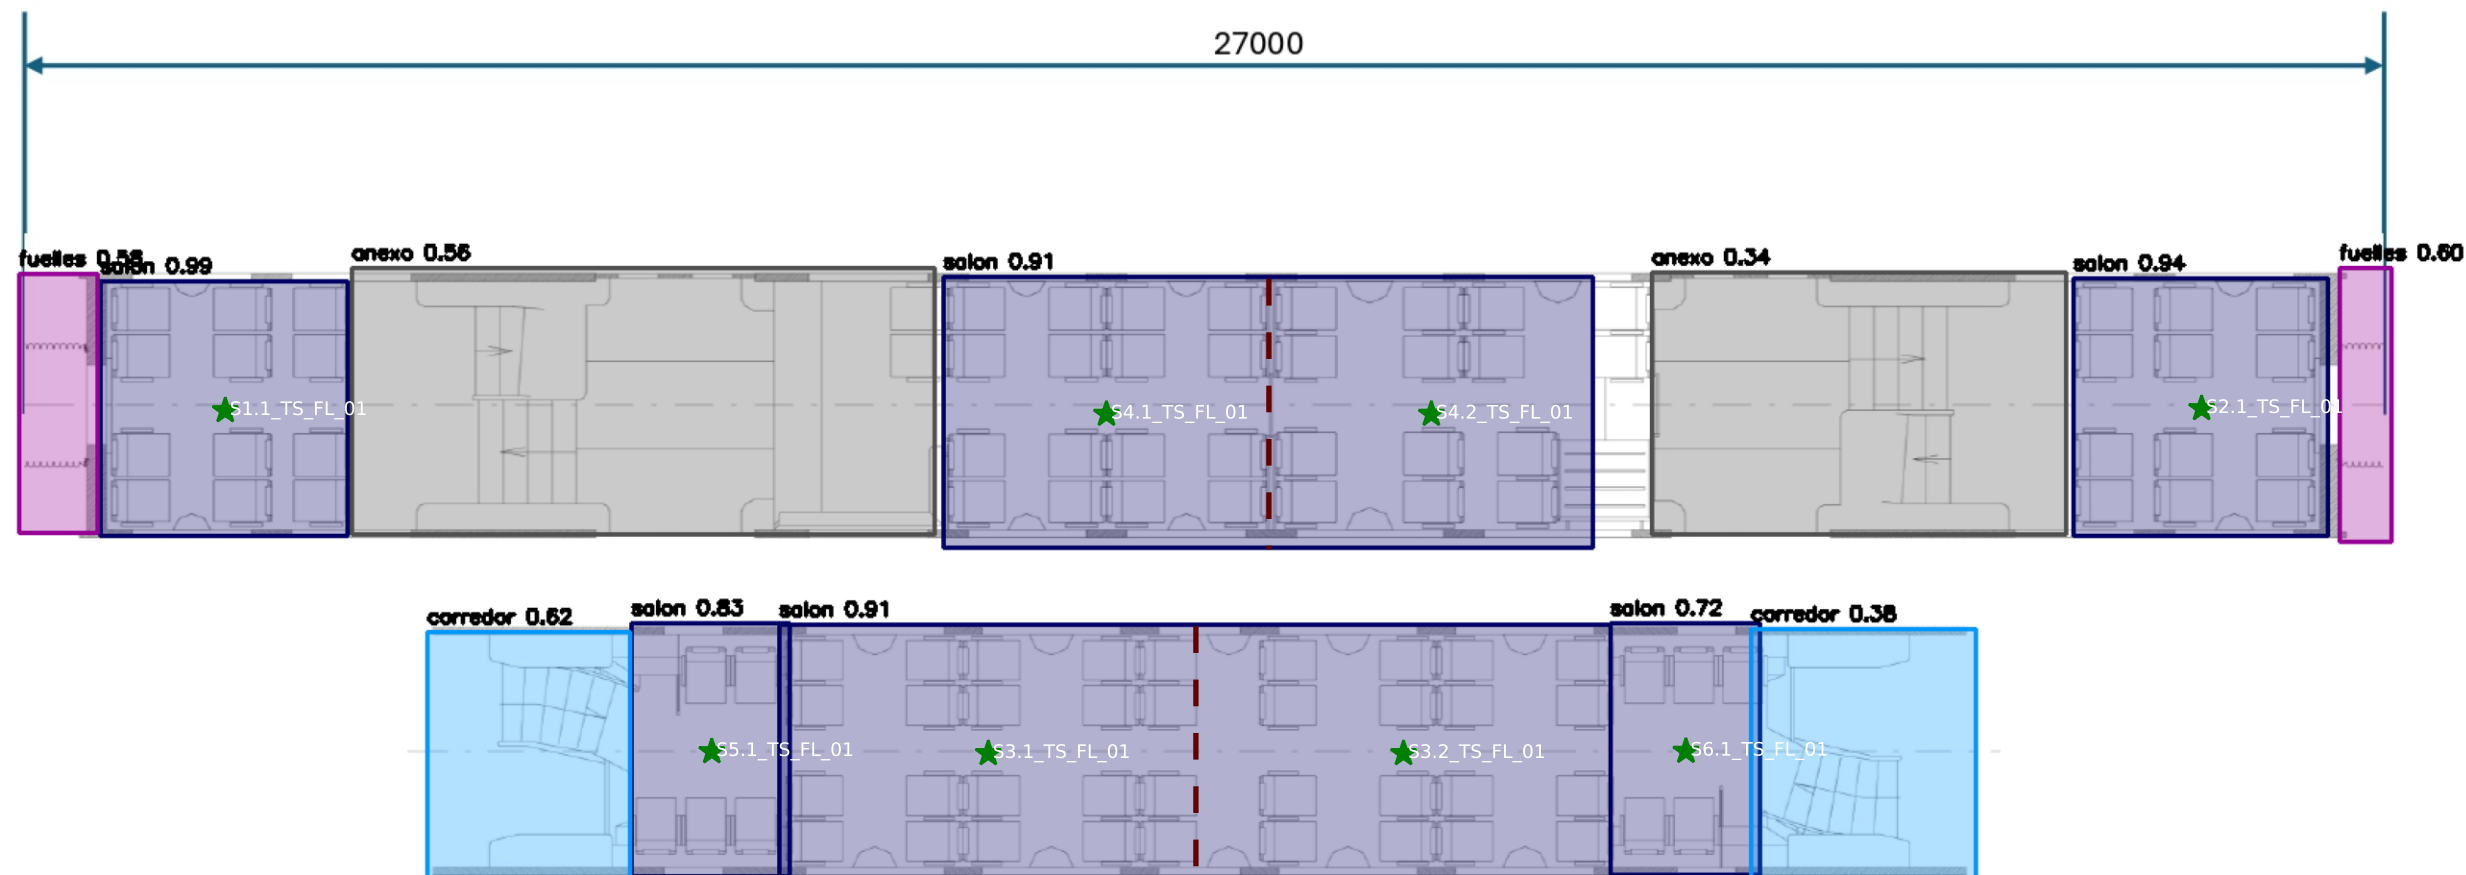 27000
fuelles 0.58
salon 0.99
anexo 0.56
salon 0.91
anexo 0.34
salon 0.94
fuelles 0.60
S1.1_TS_FL_01
S4.1_TS_FL_01
S4.2_TS_FL_01
S2.1_TS_FL_01
corredor 0.62
salon 0.83
salon 0.91
salon 0.72
corredor 0.38
S5.1_TS_FL_01
S3.1_TS_FL_01
S3.2_TS_FL_01
S6.1_TS_FL_01